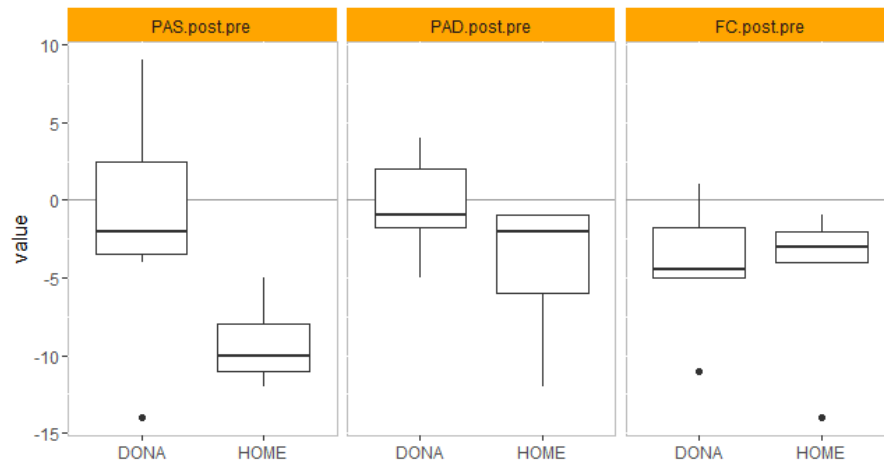 PAS.post.pre PAD.post.pre FC.post.pre
10
5
0
-5
-10
-15
value
DONA HOME DONA HOME DONA HOME